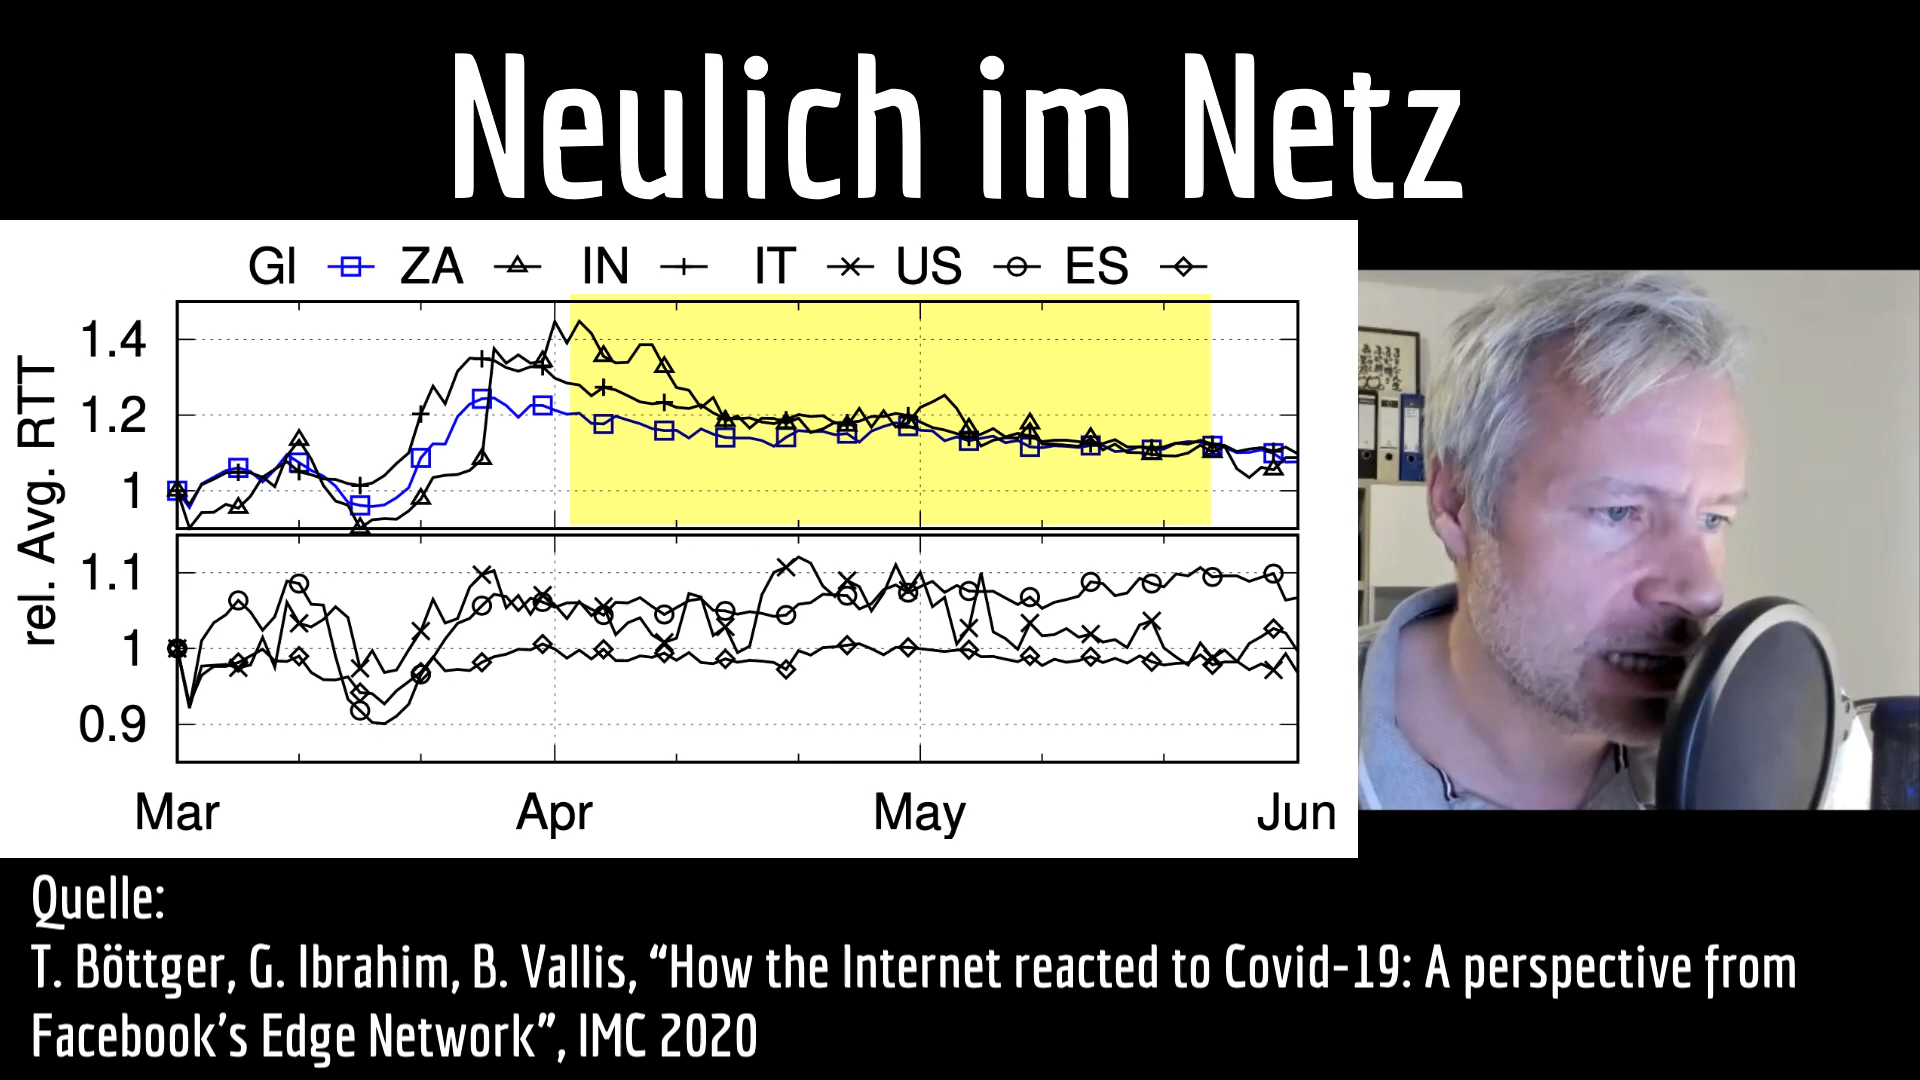 Neulich im Netz
GI ZA IN IT US ES
rel. Avg. RTT
1.4
1.2
1
1.1
1
0.9
Mar Apr May Jun
Quelle:
T. Böttger, G. Ibrahim, B. Vallis, “How the Internet reacted to Covid-19: A perspective from
Facebook’s Edge Network”, IMC 2020